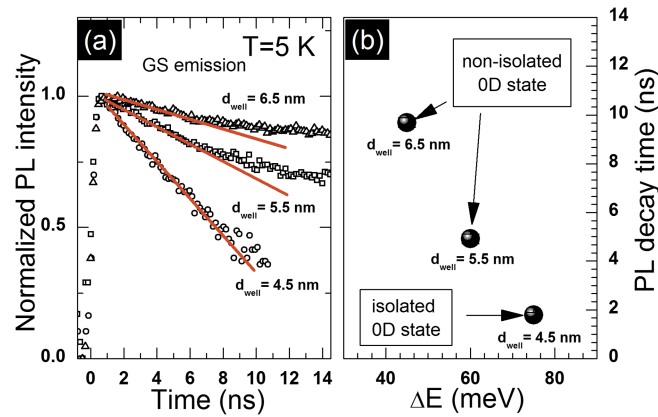 (a)
T=5 K
GS emission
d_well= 6.5 nm
d_well= 5.5 nm
d_well= 4.5 nm
Normalized PL intensity
1.0
0.5
0.0
0 2 4 6 8 10 12 14
Time (ns)
(b)
non-isolated
0D state
d_well= 6.5 nm
d_well= 5.5 nm
isolated
0D state
d_well= 4.5 nm
40 60 80
ΔE (meV)
14
12
10
8
6
4
2
0
PL decay time (ns)